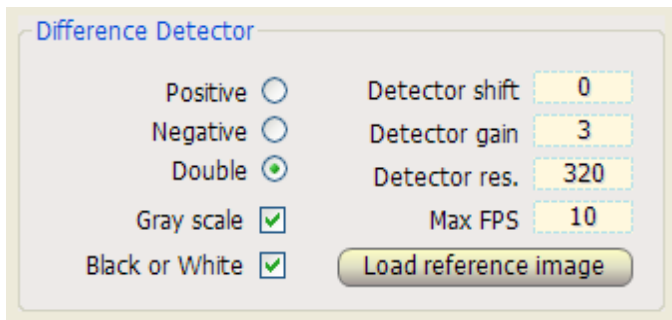 Difference Detector
Positive
Negative
Double
Gray scale
Black or White
Detector shift 0
Detector gain 3
Detector res. 320
Max FPS 10
Load reference image